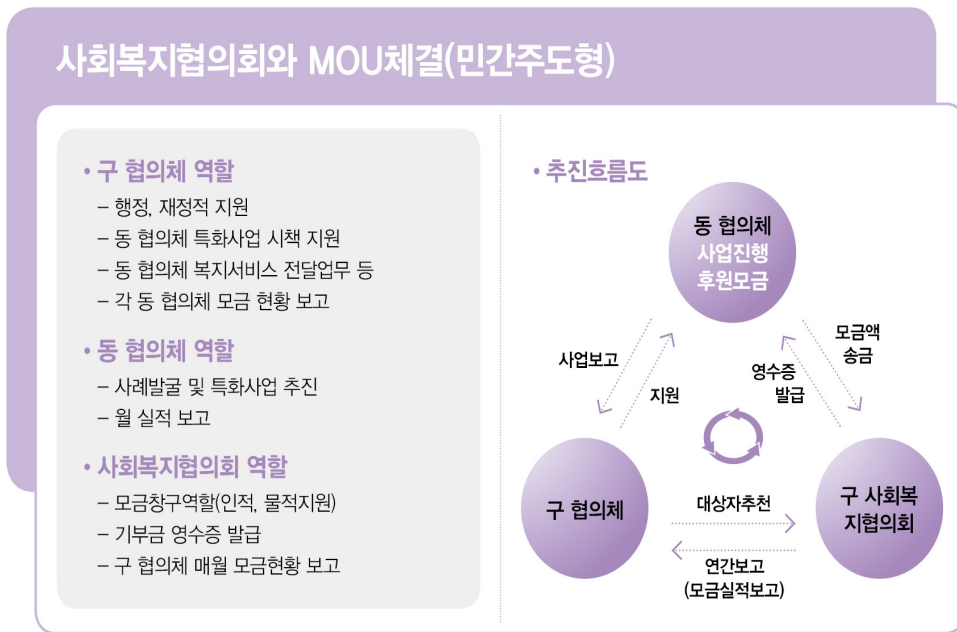 사회복지협의회와 MOU체결(민간주도형)
• 구 협의체 역할
– 행정, 재정적 지원
– 동 협의체 특화사업 시책 지원
– 동 협의체 복지서비스 전달업무 등
– 각 동 협의체 모금 현황 보고
• 동 협의체 역할
– 사례발굴 및 특화사업 추진
– 월 실적 보고
• 사회복지협의회 역할
– 모금창구역할(인적, 물적지원)
– 기부금 영수증 발급
– 구 협의체 매월 모금현황 보고
• 추진흐름도
동 협의체
사업진행
후원모금
사업보고
지원
모금액
송금
영수증
발급
구 협의체
대상자추천
연간보고
(모금실적보고)
구 사회복
지협의회